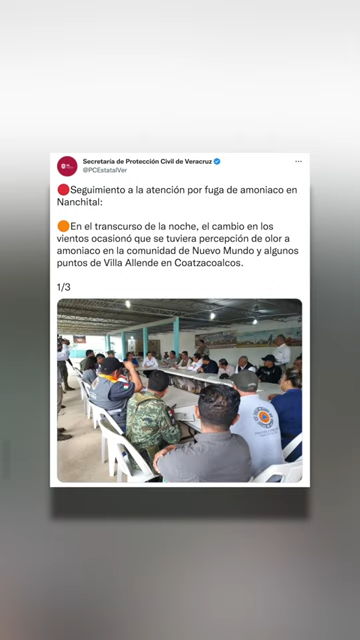 Secretaría de Protección Civil de Veracruz
@PCEstatalVer
Seguimiento a la atención por fuga de amoniaco en
Nanchital:
En el transcurso de la noche, el cambio en los
vientos ocasionó que se tuviera percepción de olor a
amoniaco en la comunidad de Nuevo Mundo y algunos
puntos de Villa Allende en Coatzacoalcos.
1/3